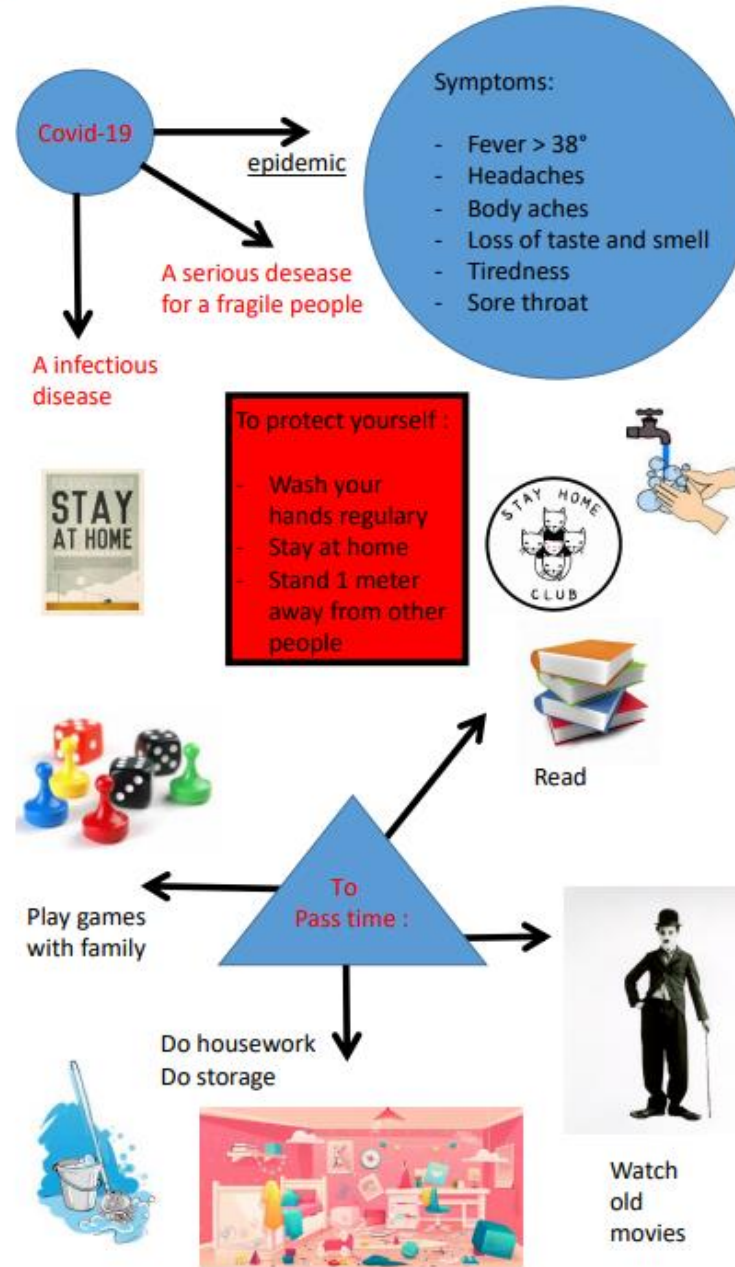 Covid-19
epidemic
A serious desease
for a fragile people
A infectious
disease
Symptoms:
- Fever > 38°
- Headaches
- Body aches
- Loss of taste and smell
- Tiredness
- Sore throat
STAY
AT HOME
To protect yourself :
- Wash your
hands regulary
- Stay at home
- Stand 1 meter
away from other
people
STAY HOME
CLUB
Read
To
Pass time :
Play games
with family
Do housework
Do storage
Watch
old
movies